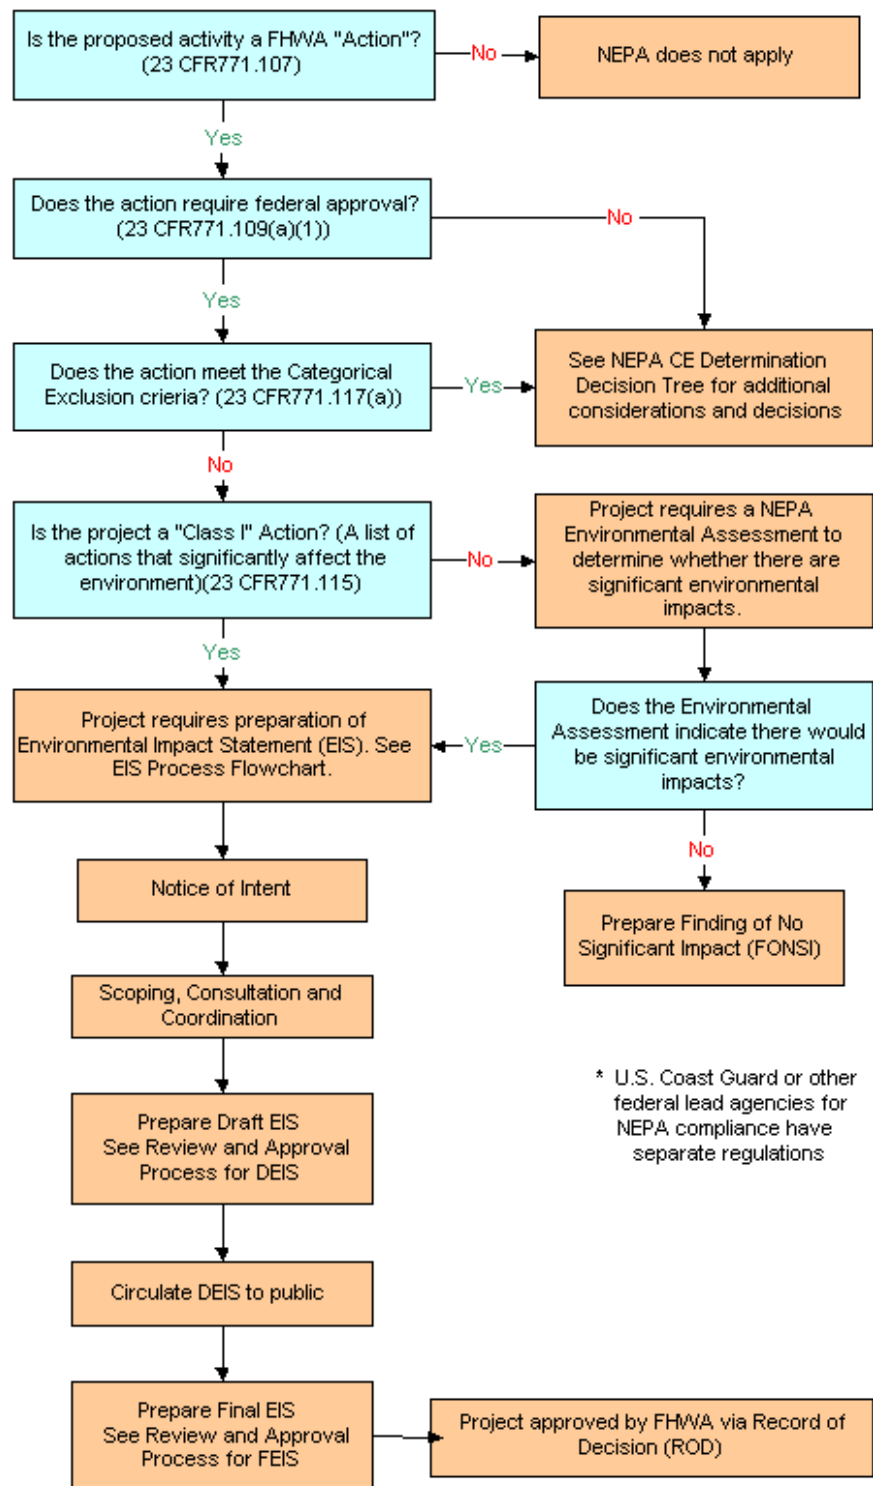 Is the proposed activity a FHWA "Action"?
(23 CFR771.107)
No
NEPA does not apply
Yes
Does the action require federal approval?
(23 CFR771.109(a)(1))
No
Yes
Does the action meet the Categorical
Exclusion crieria? (23 CFR771.117(a))
Yes
See NEPA CE Determination
Decision Tree for additional
considerations and decisions
No
Is the project a "Class I" Action? (A list of
actions that significantly affect the
environment)(23 CFR771.115)
No
Project requires a NEPA
Environmental Assessment to
determine whether there are
significant environmental
impacts.
Yes
Project requires preparation of
Environmental Impact Statement (EIS). See
EIS Process Flowchart.
Yes
Does the Environmental
Assessment indicate there would
be significant environmental
impacts?
No
Notice of Intent
Prepare Finding of No
Significant Impact (FONSI)
Scoping, Consultation and
Coordination
* U.S. Coast Guard or other
federal lead agencies for
NEPA compliance have
separate regulations
Prepare Draft EIS
See Review and Approval
Process for DEIS
Circulate DEIS to public
Prepare Final EIS
See Review and Approval
Process for FEIS
Project approved by FHWA via Record of
Decision (ROD)